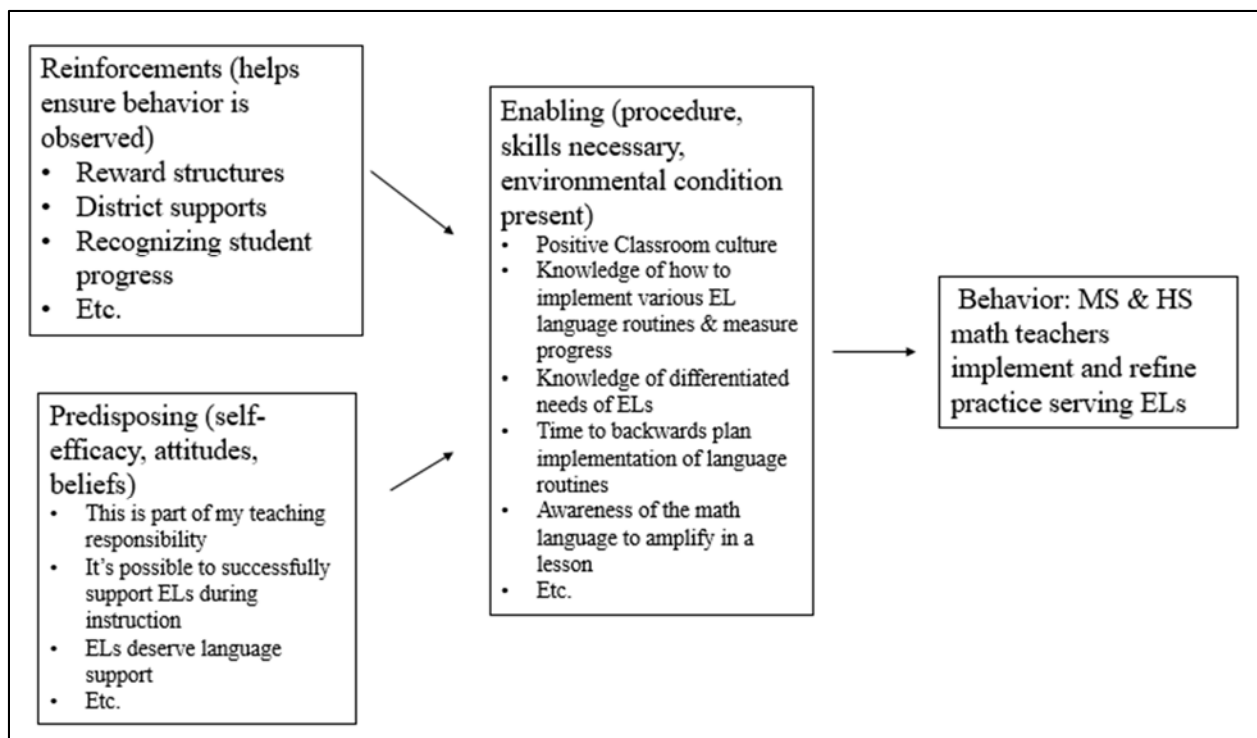 Reinforcements (helps
ensure behavior is
observed)
• Reward structures
• District supports
• Recognizing student
progress
• Etc.
Predisposing (self-
efficacy, attitudes,
beliefs)
• This is part of my teaching
responsibility
• It’s possible to successfully
support ELs during
instruction
• ELs deserve language
support
• Etc.
Enabling (procedure,
skills necessary,
environmental condition
present)
• Positive Classroom culture
• Knowledge of how to
implement various EL
language routines & measure
progress
• Knowledge of differentiated
needs of ELs
• Time to backwards plan
implementation of language
routines
• Awareness of the math
language to amplify in a
lesson
• Etc.
Behavior: MS & HS
math teachers
implement and refine
practice serving ELs